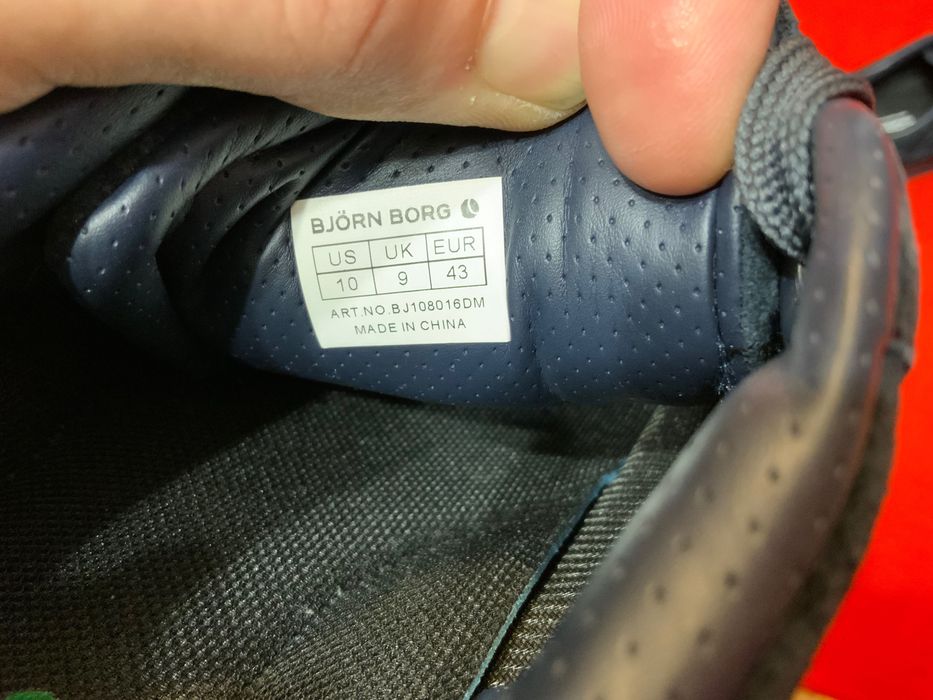 BJÖRN BORG
US UK EUR
10 9 43
ART.NO.BJ108016DM
MADE IN CHINA